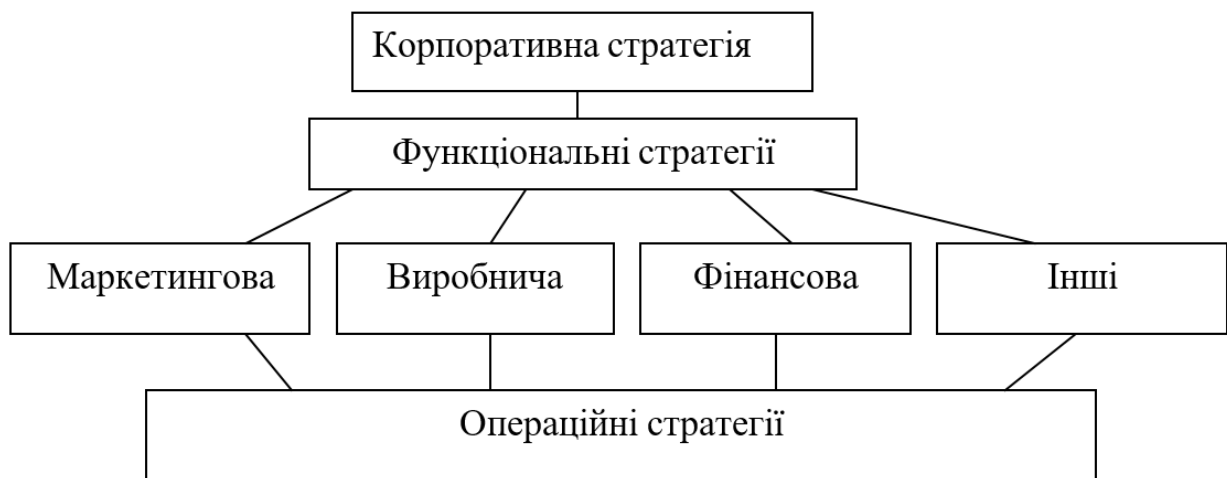 Корпоративна стратегія
Функціональні стратегії
Маркетингова
Виробнича
Фінансова
Інші
Операційні стратегії